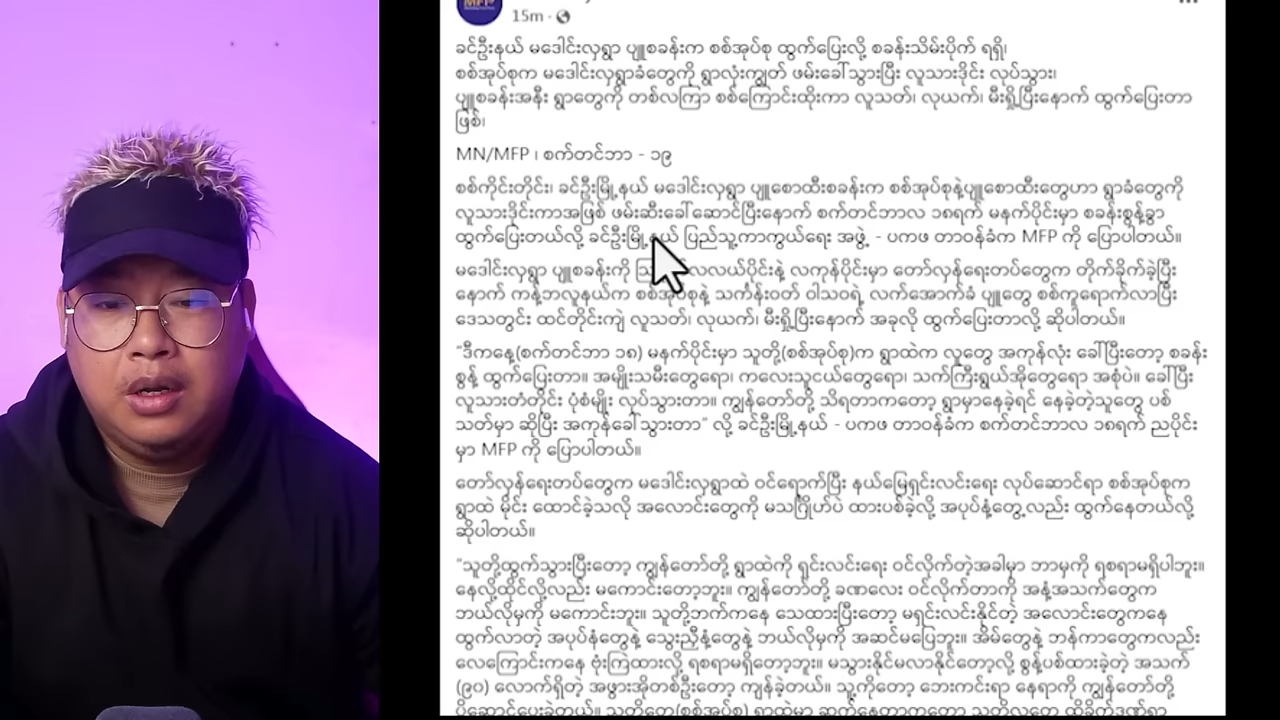 MFP
15m
ခင်ဦးနယ် မဒေါင်းလှရွာ ပျူစခန်းက စစ်အုပ်စု ထွက်ပြေးလို့ စခန်းသိမ်းပိုက် ရရှိ၊
စစ်အုပ်စုက မဒေါင်းလှရွာခံတွေကို ရွာလုံးကျွတ် ဖမ်းခေါ်သွားပြီး လူသားဒိုင်း လုပ်သွား၊
ပျူစခန်းအနီး ရွာတွေကို တစ်လကြာ စစ်ကြောင်းထိုးကာ လူသတ်၊ လုယက်၊ မီးရှို့ပြီးနောက် ထွက်ပြေးတာ
ဖြစ်၊
MN/MFP ၊ စက်တင်ဘာ - ၁၉
စစ်ကိုင်းတိုင်း၊ ခင်ဦးမြို့နယ် မဒေါင်းလှရွာ ပျူစောထီးစခန်းက စစ်အုပ်စုနဲ့ပျူစောထီးတွေဟာ ရွာခံတွေကို
လူသားဒိုင်းကာအဖြစ် ဖမ်းဆီးခေါ်ဆောင်ပြီးနောက် စက်တင်ဘာလ ၁၈ရက် မနက်ပိုင်းမှာ စခန်းစွန့်ခွာ
ထွက်ပြေးတယ်လို့ ခင်ဦးမြို့နယ် ပြည်သူ့ကာကွယ်ရေး အဖွဲ့ - ပကဖ တာဝန်ခံက MFP ကို ပြောပါတယ်။
မဒေါင်းလှရွာ ပျူစခန်းကို လလယ်ပိုင်းနဲ့ လကုန်ပိုင်းမှာ တော်လှန်ရေးတပ်တွေက တိုက်ခိုက်ခဲ့ပြီး
နောက် ကန့်ဘလူနယ်က စစ်အုပ်စုနဲ့ သင်္ကန်းဝတ် ဝါသဝရဲ့ လက်အောက်ခံ ပျူတွေ စစ်ကူရောက်လာပြီး
ဒေသတွင်း ထင်တိုင်းကျဲ လူသတ်၊ လုယက်၊ မီးရှို့ပြီးနောက် အခုလို ထွက်ပြေးတာလို့ ဆိုပါတယ်။
"ဒီကနေ့(စက်တင်ဘာ ၁၈) မနက်ပိုင်းမှာ သူတို့(စစ်အုပ်စု)က ရွာထဲက လူတွေ အကုန်လုံး ခေါ်ပြီးတော့ စခန်း
စွန့် ထွက်ပြေးတာ။ အမျိုးသမီးတွေရော၊ ကလေးသူငယ်တွေရော၊ သက်ကြီးရွယ်အိုတွေရော အစုံပဲ။ ခေါ်ပြီး
လူသားတံတိုင်း ပုံစံမျိုး လုပ်သွားတာ။ ကျွန်တော်တို့ သိရတာကတော့ ရွာမှာနေခဲ့ရင် နေခဲ့တဲ့သူတွေ ပစ်
သတ်မှာ ဆိုပြီး အကုန်ခေါ်သွားတာ" လို့ ခင်ဦးမြို့နယ် - ပကဖ တာဝန်ခံက စက်တင်ဘာလ ၁၈ရက် ညပိုင်း
မှာ MFP ကို ပြောပါတယ်။
တော်လှန်ရေးတပ်တွေက မဒေါင်းလှရွာထဲ ဝင်ရောက်ပြီး နယ်မြေရှင်းလင်းရေး လုပ်ဆောင်ရာ စစ်အုပ်စုက
ရွာထဲ မိုင်း ထောင်ခဲ့သလို အလောင်းတွေကို မသင်္ဂြိုဟ်ပဲ ထားပစ်ခဲ့လို့ အပုပ်နံ့တွေ့လည်း ထွက်နေတယ်လို့
ဆိုပါတယ်။
"သူတို့ထွက်သွားပြီးတော့ ကျွန်တော်တို့ ရွာထဲကို ရှင်းလင်းရေး ဝင်လိုက်တဲ့အခါမှာ ဘာမှကို ရစရာမရှိပါဘူး။
နေလို့ထိုင်လို့လည်း မကောင်းတော့ဘူး။ ကျွန်တော်တို့ ခဏလေး ဝင်လိုက်တာကို အနံ့အသက်တွေက
ဘယ်လိုမှကို မကောင်းဘူး။ သူတို့ဘက်ကနေ သေထားပြီးတော့ မရှင်းလင်းနိုင်တဲ့ အလောင်းတွေကနေ
ထွက်လာတဲ့ အပုပ်နံ့တွေနဲ့ သွေးညှီနံ့တွေနဲ့ ဘယ်လိုမှကို အဆင်မပြေဘူး။ အိမ်တွေနဲ့ ဘန်ကာတွေကလည်း
လေကြောင်းကနေ ဗုံးကြဲထားလို့ ရစရာမရှိတော့ဘူး။ မသွားနိုင်မလာနိုင်တော့လို့ စွန့်ပစ်ထားခဲ့တဲ့ အသက်
(၉၀) လောက်ရှိတဲ့ အဖွားအိုတစ်ဦးတော့ ကျန်ခဲ့တယ်။ သူ့ကိုတော့ ဘေးကင်းရာ နေရာကို ကျွန်တော်တို့
ပို့ဆောင်ပေးခဲ့တယ်။ သူတို့တွေ(စစ်အုပ်စု) ရွာထဲမှာ